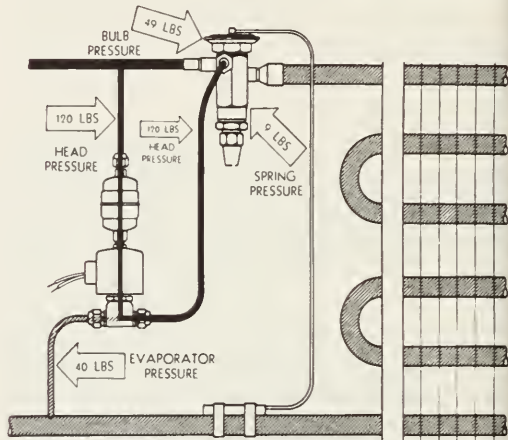 49 LBS
BULB
PRESSURE
120 LBS
HEAD
PRESSURE
120 LBS
HEAD
PRESSURE
9 LBS
SPRING
PRESSURE
40 LBS
EVAPORATOR
PRESSURE